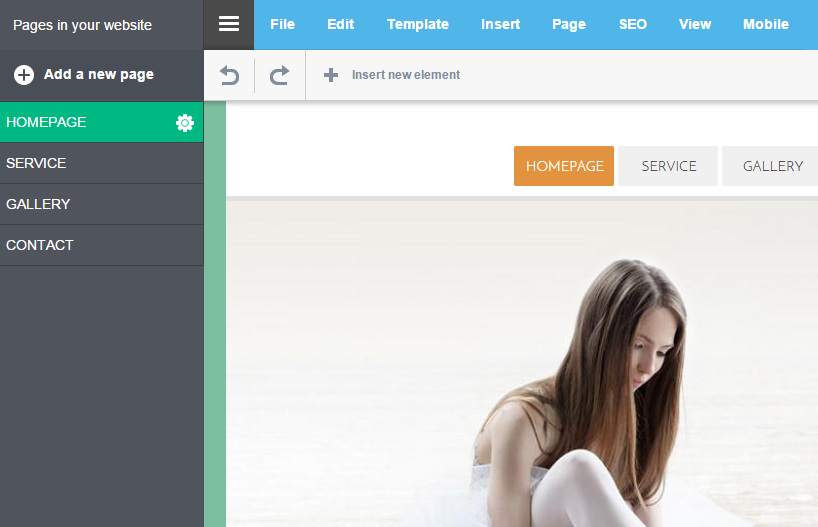 Pages in your website
File Edit Template Insert Page SEO View Mobile
Add a new page
Insert new element
HOMEPAGE
SERVICE
GALLERY
CONTACT
HOMEPAGE SERVICE GALLERY